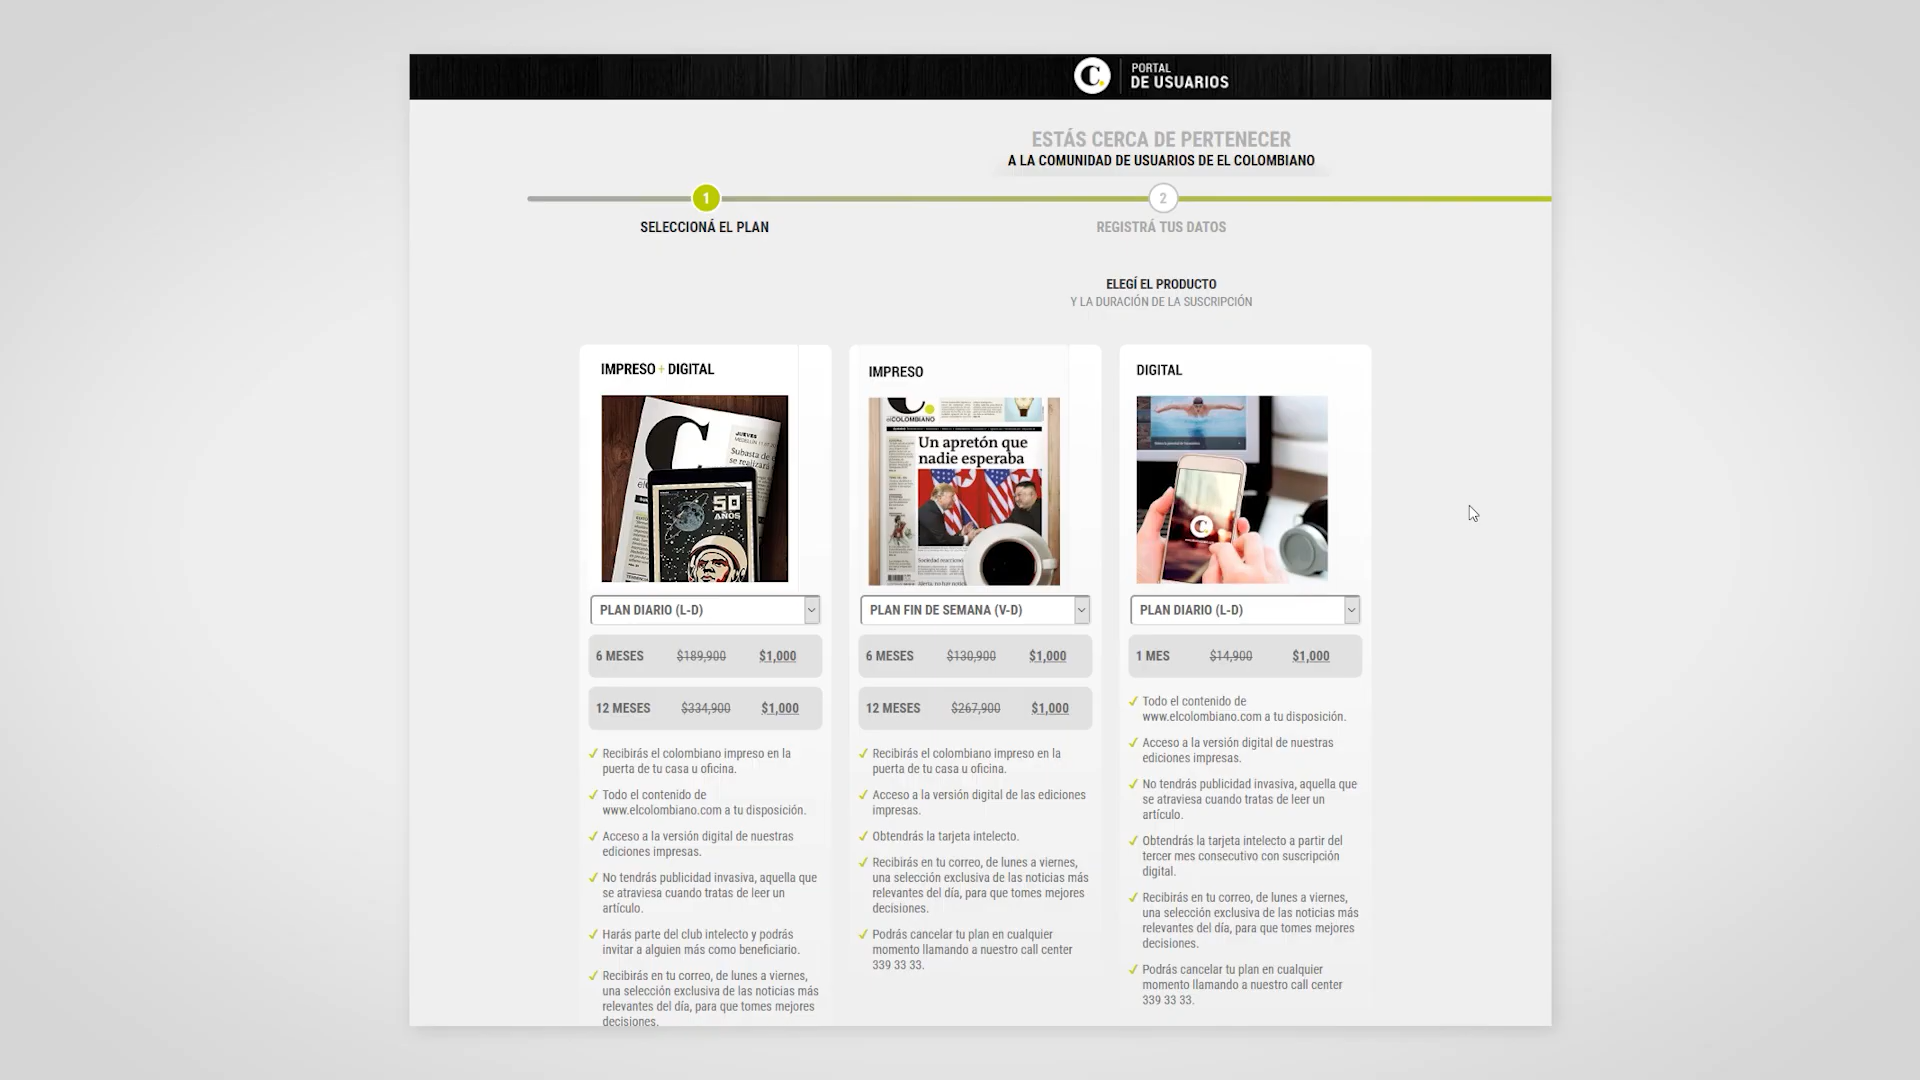 C.
PORTAL
DE USUARIOS
ESTÁS CERCA DE PERTENECER
A LA COMUNIDAD DE USUARIOS DE EL COLOMBIANO
1
2
SELECCIONÁ EL PLAN
REGISTRÁ TUS DATOS
ELEGÍ EL PRODUCTO
Y LA DURACIÓN DE LA SUSCRIPCIÓN
IMPRESO + DIGITAL
JUEVES
Subasta de
se realizará
50
AÑOS
PLAN DIARIO (L-D)
6 MESES $189,900 $1,000
12 MESES $334,900 $1,000
Recibirás el colombiano impreso en la
puerta de tu casa u oficina.
Todo el contenido de
www.elcolombiano.com a tu disposición.
Acceso a la versión digital de nuestras
ediciones impresas.
No tendrás publicidad invasiva, aquella que
se atraviesa cuando tratas de leer un
artículo.
Harás parte del club intelecto y podrás
invitar a alguien más como beneficiario.
Recibirás en tu correo, de lunes a viernes,
una selección exclusiva de las noticias más
relevantes del día, para que tomes mejores
decisiones.
IMPRESO
COLOMBIANO
Un apretón que
nadie esperaba
PLAN FIN DE SEMANA (V-D)
6 MESES $130,900 $1,000
12 MESES $267,900 $1,000
Recibirás el colombiano impreso en la
puerta de tu casa u oficina.
Acceso a la versión digital de las ediciones
impresas.
Obtendrás la tarjeta intelecto.
Recibirás en tu correo, de lunes a viernes,
una selección exclusiva de las noticias más
relevantes del día, para que tomes mejores
decisiones.
Podrás cancelar tu plan en cualquier
momento llamando a nuestro call center
339 33 33.
DIGITAL
PLAN DIARIO (L-D)
1 MES $14,900 $1,000
Todo el contenido de
www.elcolombiano.com a tu disposición.
Acceso a la versión digital de nuestras
ediciones impresas.
No tendrás publicidad invasiva, aquella que
se atraviesa cuando tratas de leer un
artículo.
Obtendrás la tarjeta intelecto a partir del
tercer mes consecutivo con suscripción
digital.
Recibirás en tu correo, de lunes a viernes,
una selección exclusiva de las noticias más
relevantes del día, para que tomes mejores
decisiones.
Podrás cancelar tu plan en cualquier
momento llamando a nuestro call center
339 33 33.